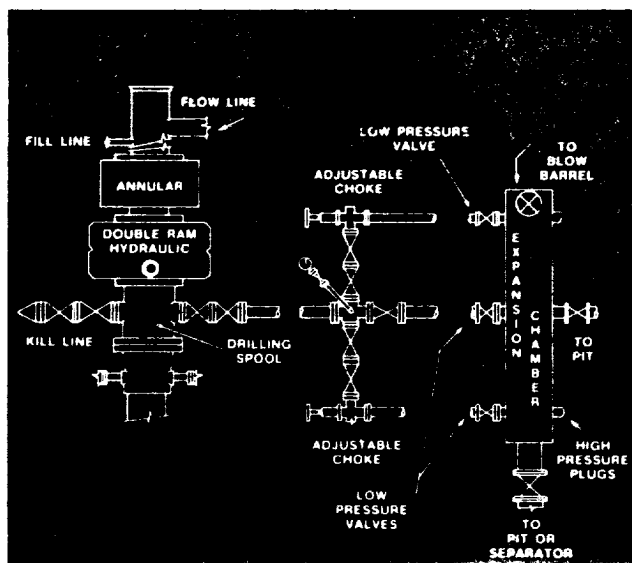 FLOW LINE
FILL LINE
ANNULAR
DOUBLE RAM
HYDRAULIC
KILL LINE
DRILLING
SPOOL
ADJUSTABLE
CHOKE
ADJUSTABLE
CHOKE
LOW PRESSURE
VALVE
TO
BLOW
BARREL
EXPANSION
CHAMBER
TO
PIT
LOW
PRESSURE
VALVES
HIGH
PRESSURE
PLUGS
TO
PIT OR
SEPARATOR